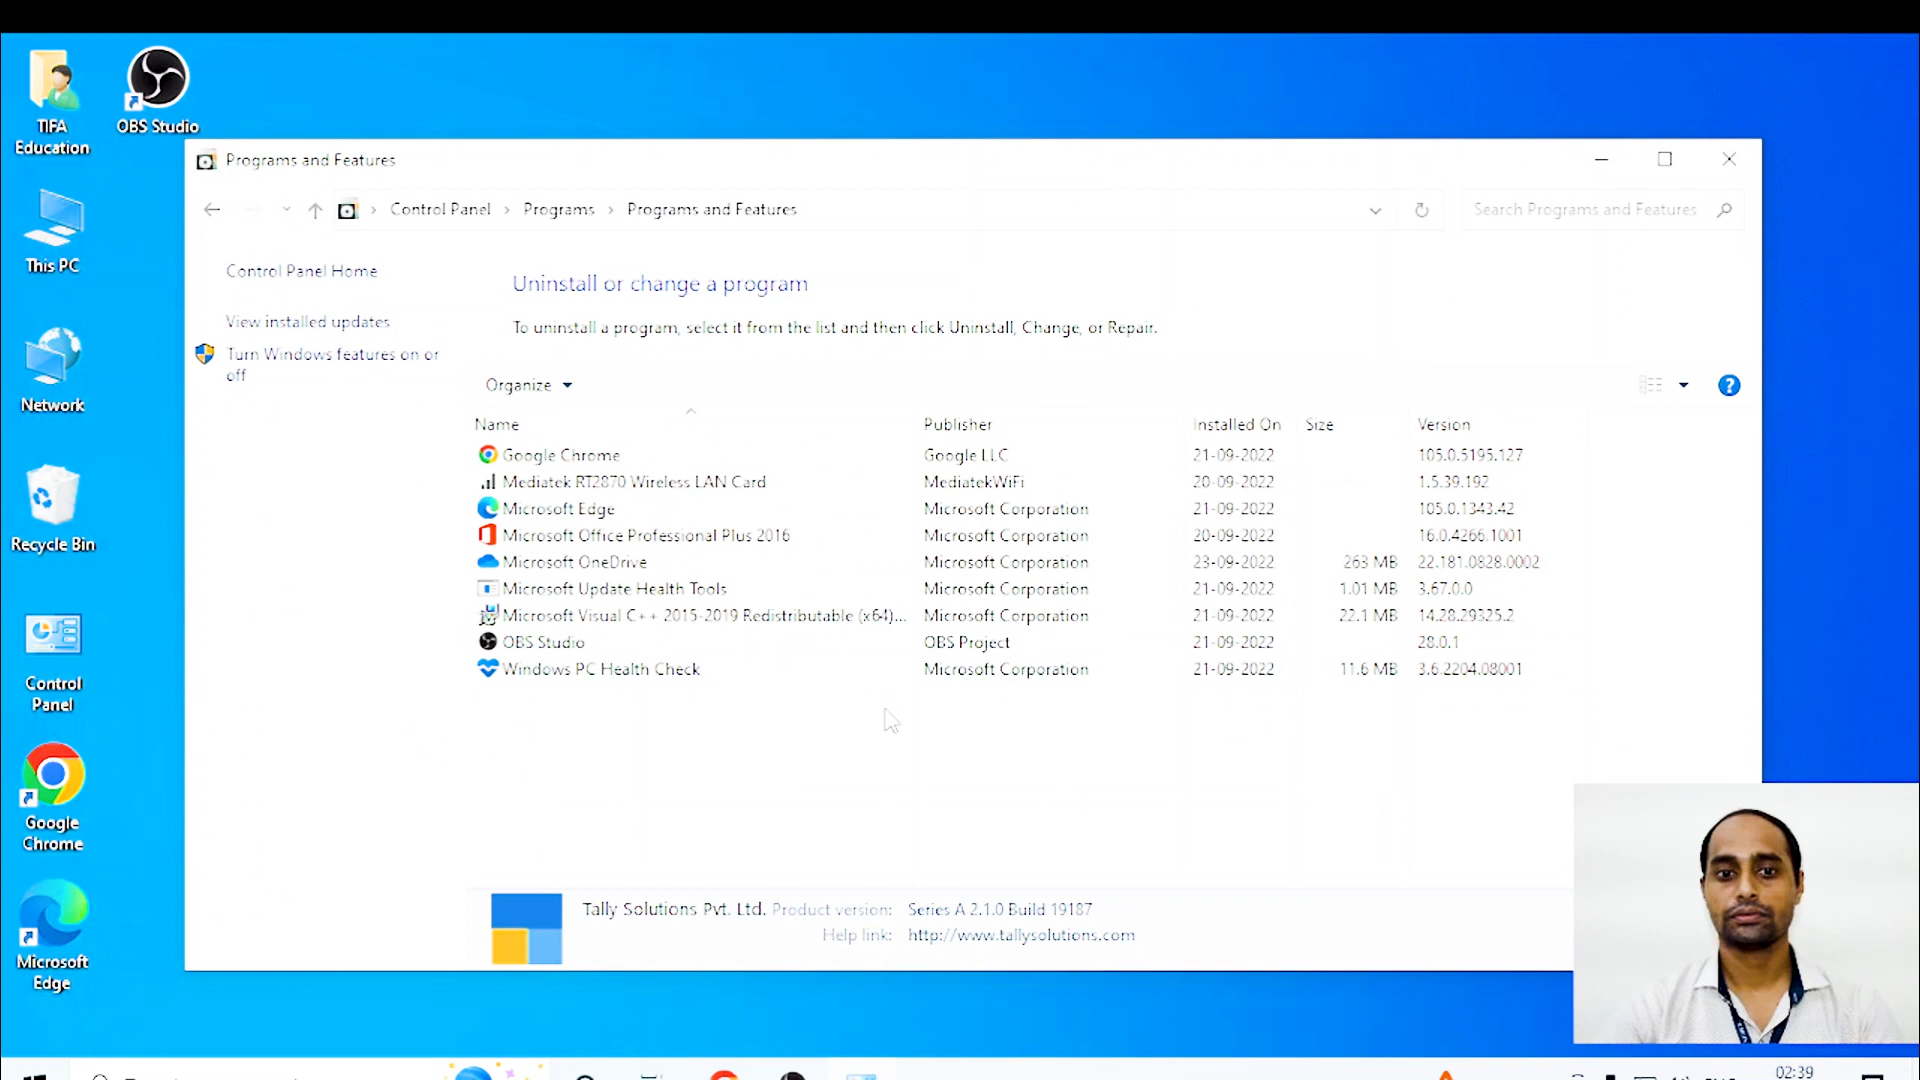 TIFA
Education
OBS Studio
This PC
Network
Recycle Bin
Control
Panel
Google
Chrome
Microsoft
Edge
Programs and Features
Control Panel > Programs > Programs and Features
Search Programs and Features
Control Panel Home
View installed updates
Turn Windows features on or
off
Uninstall or change a program
To uninstall a program, select it from the list and then click Uninstall, Change, or Repair.
Organize
Name Publisher Installed On Size Version
Google Chrome Google LLC 21-09-2022 105.0.5195.127
Mediatek RT2870 Wireless LAN Card MediatekWiFi 20-09-2022 1.5.39.192
Microsoft Edge Microsoft Corporation 21-09-2022 105.0.1343.42
Microsoft Office Professional Plus 2016 Microsoft Corporation 20-09-2022 16.0.4266.1001
Microsoft OneDrive Microsoft Corporation 23-09-2022 263 MB 22.181.0828.0002
Microsoft Update Health Tools Microsoft Corporation 21-09-2022 1.01 MB 3.67.0.0
Microsoft Visual C++ 2015-2019 Redistributable (x64)... Microsoft Corporation 21-09-2022 22.1 MB 14.28.29325.2
OBS Studio OBS Project 21-09-2022 28.0.1
Windows PC Health Check Microsoft Corporation 21-09-2022 11.6 MB 3.6.2204.08001
Tally Solutions Pvt. Ltd. Product version: Series A 2.1.0 Build 19187
Help link: http://www.tallysolutions.com
02:39